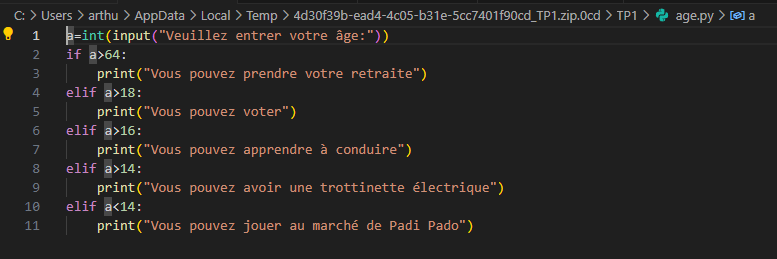 C: > Users > arthu > AppData > Local > Temp > 4d30f39b-ead4-4c05-b31e-5cc7401f90cd_TP1.zip.0cd > TP1 > age.py > a
1 a=int(input("Veuillez entrer votre âge:"))
2 if a>64:
3 print("Vous pouvez prendre votre retraite")
4 elif a>18:
5 print("Vous pouvez voter")
6 elif a>16:
7 print("Vous pouvez apprendre à conduire")
8 elif a>14:
9 print("Vous pouvez avoir une trottinette électrique")
10 elif a<14:
11 print("Vous pouvez jouer au marché de Padi Pado")